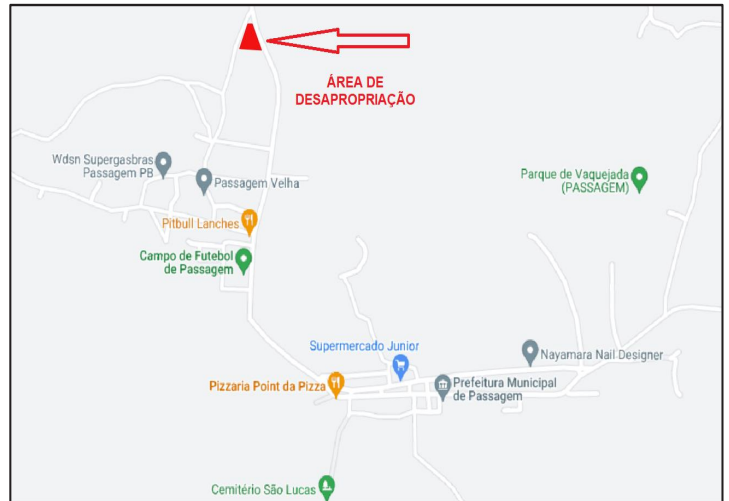 ÁREA DE
DESAPROPRIAÇÃO
Wdsn Supergasbras
Passagem PB
Passagem Velha
Parque de Vaquejada
(PASSAGEM)
Pitbull Lanches
Campo de Futebol
de Passagem
Supermercado Junior
Nayamara Nail Designer
Pizzaria Point da Pizza
Prefeitura Municipal
de Passagem
Cemitério São Lucas